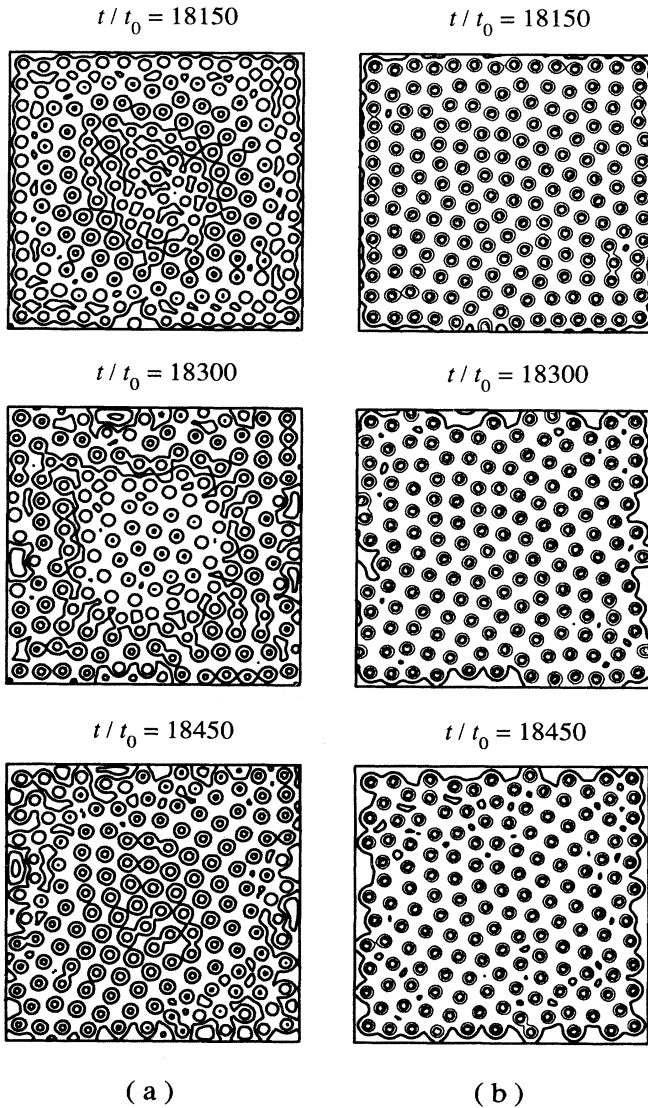 t / t0 = 18150
t / t0 = 18150
t / t0 = 18300
t / t0 = 18300
t / t0 = 18450
t / t0 = 18450
( a )
( b )